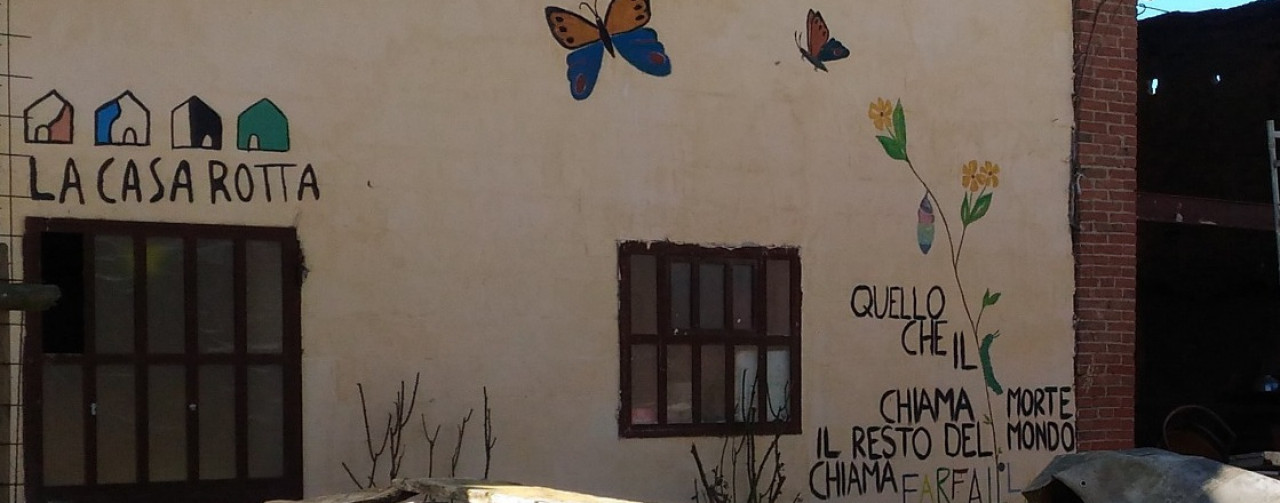 LA CASA ROTTA
QUELLO
CHE IL
CHIAMA MORTE
IL RESTO DEL MONDO
CHIAMA